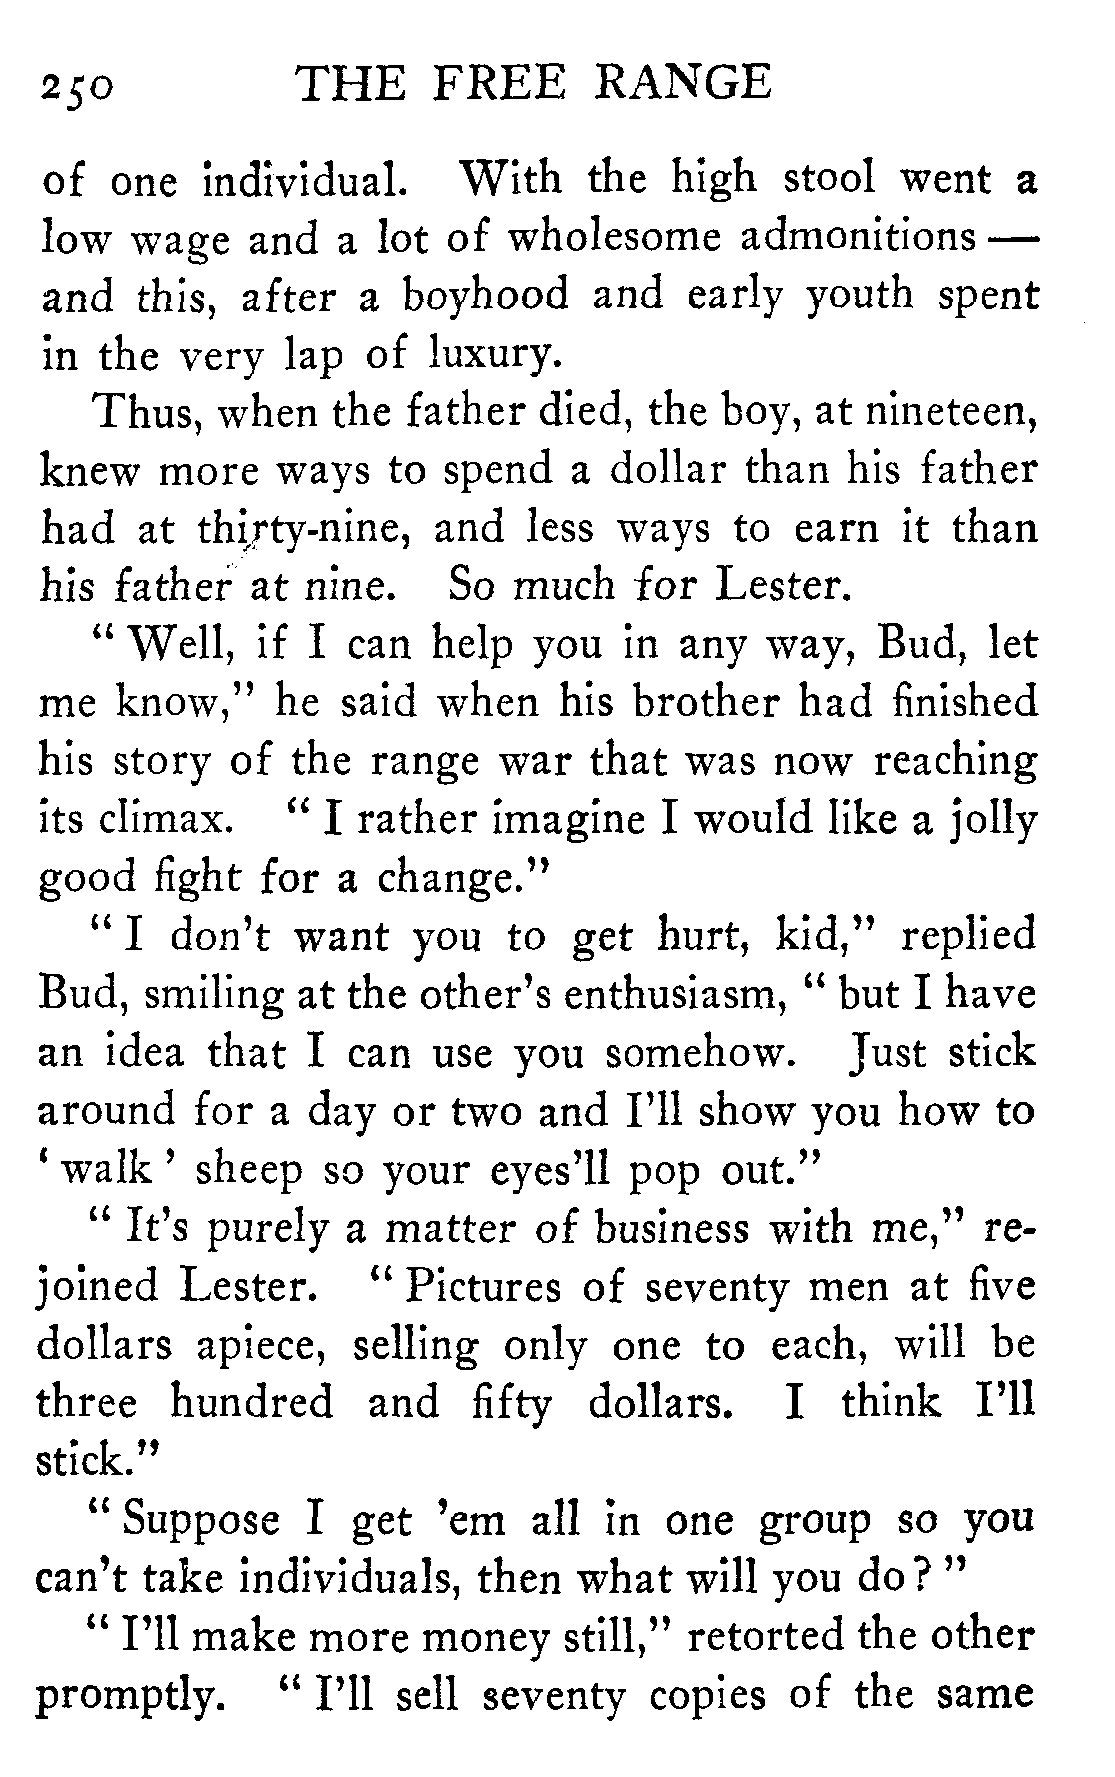 250 THE FREE RANGE
of one individual. With the high stool went a
low wage and a lot of wholesome admonitions —
and this, after a boyhood and early youth spent
in the very lap of luxury.
Thus, when the father died, the boy, at nineteen,
knew more ways to spend a dollar than his father
had at thirty-nine, and less ways to earn it than
his father at nine. So much for Lester.
“ Well, if I can help you in any way, Bud, let
me know,” he said when his brother had finished
his story of the range war that was now reaching
its climax. “ I rather imagine I would like a jolly
good fight for a change.”
“ I don’t want you to get hurt, kid,” replied
Bud, smiling at the other’s enthusiasm, “ but I have
an idea that I can use you somehow. Just stick
around for a day or two and I’ll show you how to
‘ walk ’ sheep so your eyes’ll pop out.”
“ It’s purely a matter of business with me,” re-
joined Lester. “ Pictures of seventy men at five
dollars apiece, selling only one to each, will be
three hundred and fifty dollars. I think I’ll
stick.”
“ Suppose I get ’em all in one group so you
can’t take individuals, then what will you do? ”
“ I’ll make more money still,” retorted the other
promptly. “ I’ll sell seventy copies of the same